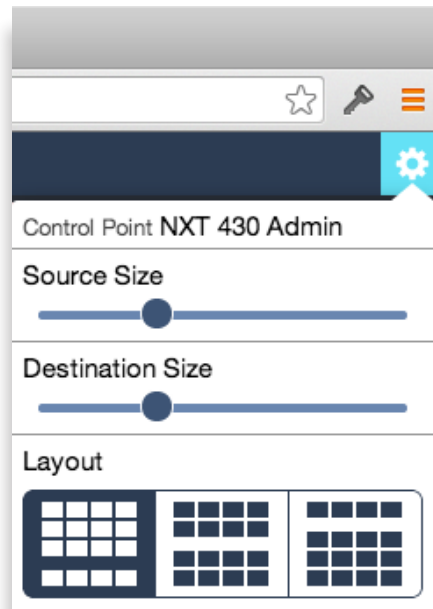 Control Point NXT 430 Admin
Source Size
Destination Size
Layout